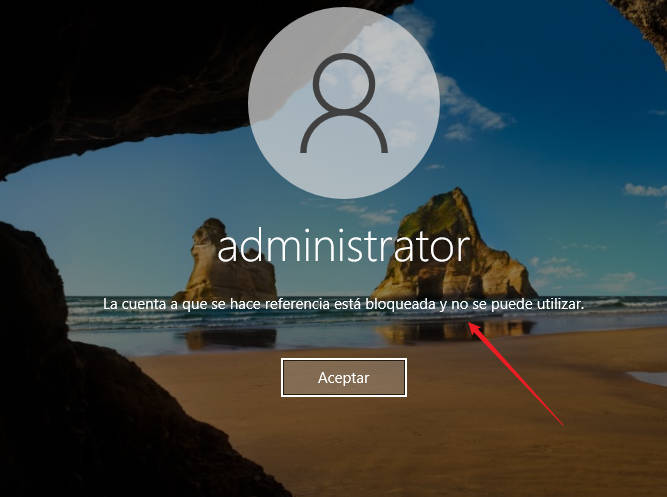 administrator
La cuenta a que se hace referencia está bloqueada y no se puede utilizar.
Aceptar